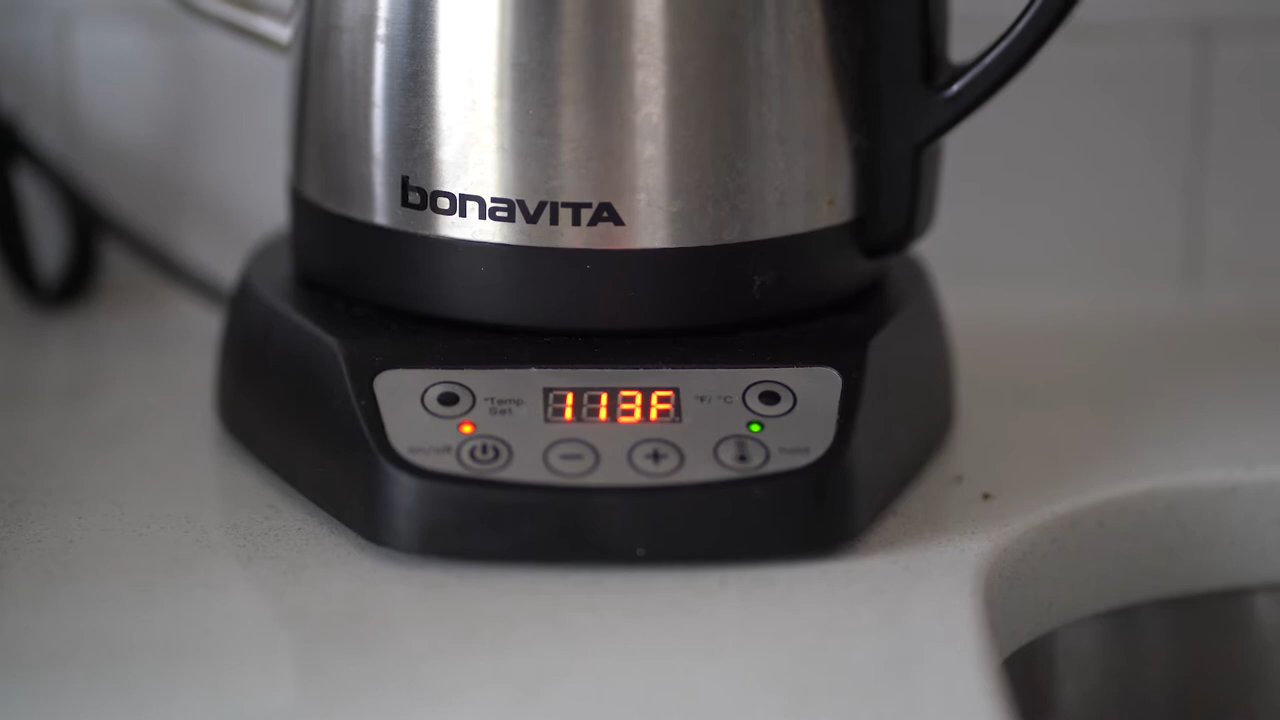 bonaVITA
°Temp. Set
113F
°F/ °C
on/off
hold